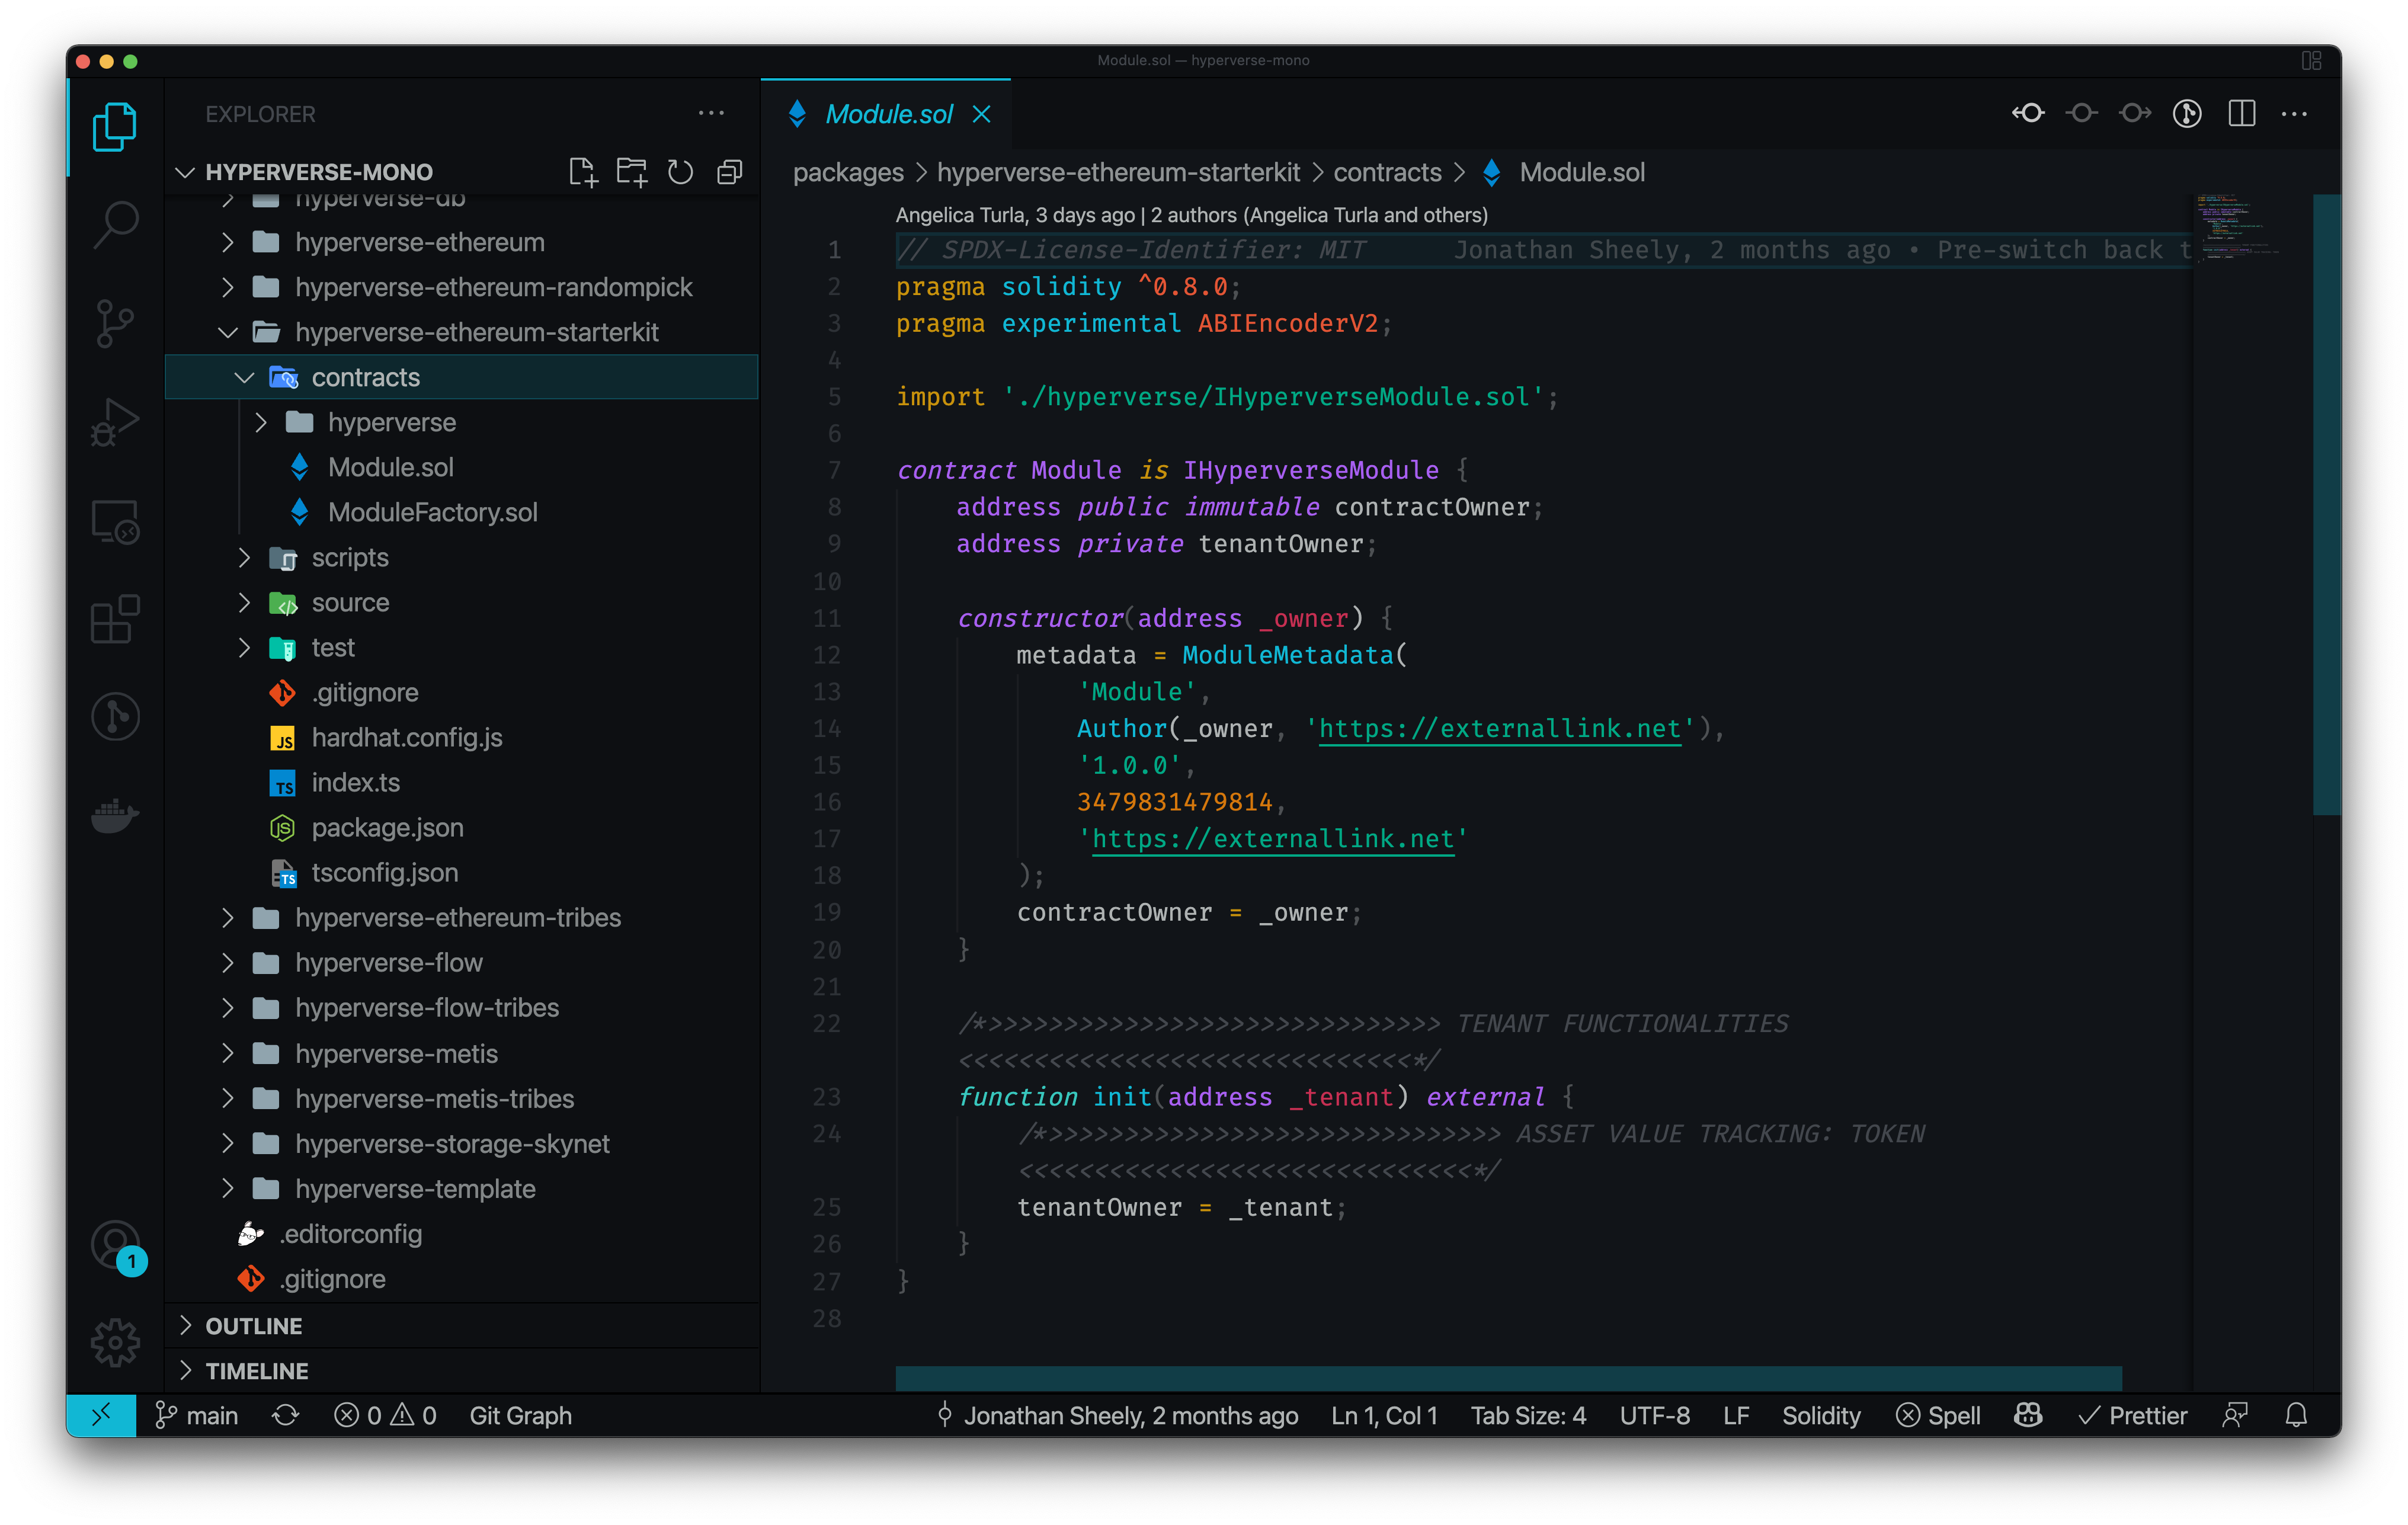 Module.sol — hyperverse-mono
EXPLORER
HYPERVERSE-MONO
hyperverse-db
hyperverse-ethereum
hyperverse-ethereum-randompick
hyperverse-ethereum-starterkit
contracts
hyperverse
Module.sol
ModuleFactory.sol
scripts
source
test
.gitignore
hardhat.config.js
index.ts
package.json
tsconfig.json
hyperverse-ethereum-tribes
hyperverse-flow
hyperverse-flow-tribes
hyperverse-metis
hyperverse-metis-tribes
hyperverse-storage-skynet
hyperverse-template
.editorconfig
.gitignore
OUTLINE
TIMELINE
1
Module.sol
packages > hyperverse-ethereum-starterkit > contracts > Module.sol
Angelica Turla, 3 days ago | 2 authors (Angelica Turla and others)
1 // SPDX-License-Identifier: MIT Jonathan Sheely, 2 months ago • Pre-switch back t
2 pragma solidity ^0.8.0;
3 pragma experimental ABIEncoderV2;
4
5 import './hyperverse/IHyperverseModule.sol';
6
7 contract Module is IHyperverseModule {
8 address public immutable contractOwner;
9 address private tenantOwner;
10
11 constructor(address _owner) {
12 metadata = ModuleMetadata(
13 'Module',
14 Author(_owner, 'https://externallink.net'),
15 '1.0.0',
16 3479831479814,
17 'https://externallink.net'
18 );
19 contractOwner = _owner;
20 }
21
22 /*>>>>>>>>>>>>>>>>>>>>>>>>>>>>>> TENANT FUNCTIONALITIES
<<<<<<<<<<<<<<<<<<<<<<<<<<<<<<*/
23 function init(address _tenant) external {
24 /*>>>>>>>>>>>>>>>>>>>>>>>>>>>>>> ASSET VALUE TRACKING: TOKEN
<<<<<<<<<<<<<<<<<<<<<<<<<<<<<<*/
25 tenantOwner = _tenant;
26 }
27 }
28
main 0 0 Git Graph Jonathan Sheely, 2 months ago Ln 1, Col 1 Tab Size: 4 UTF-8 LF Solidity Spell Prettier